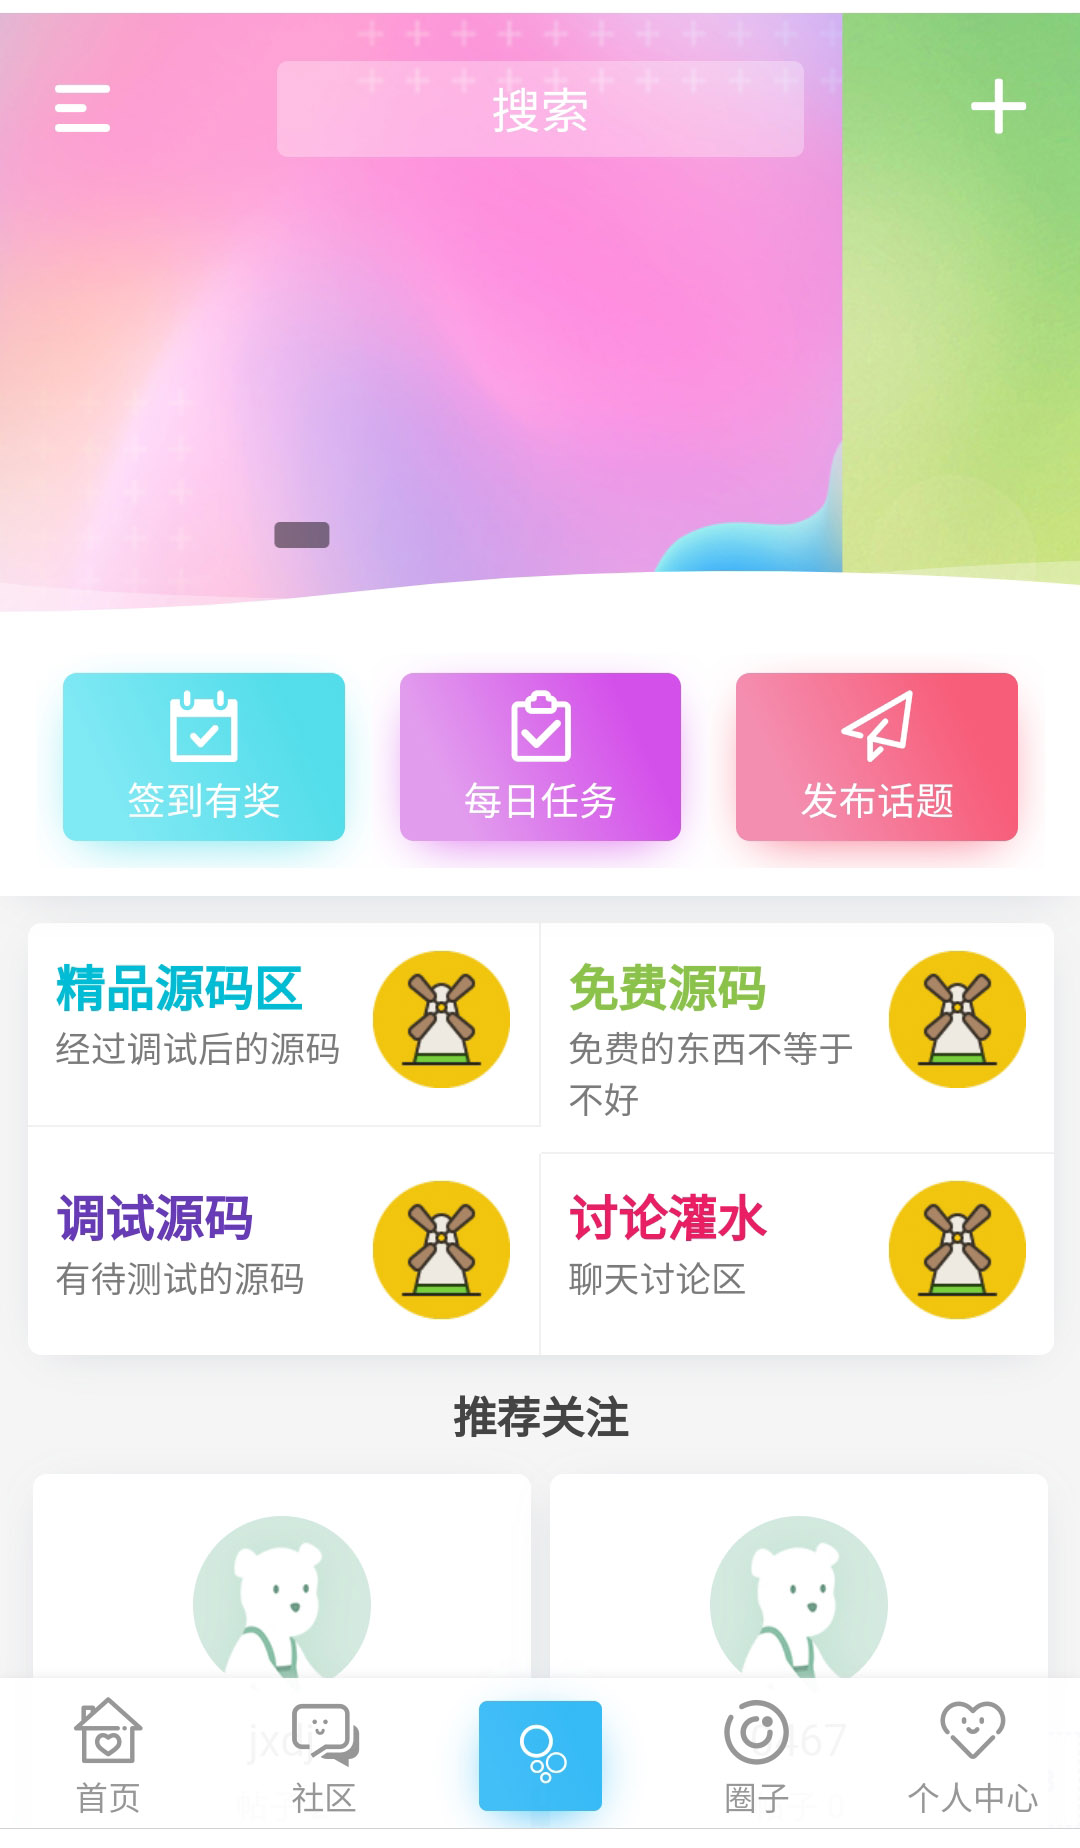 搜索
签到有奖
每日任务
发布话题
精品源码区
经过调试后的源码
免费源码
免费的东西不等于
不好
调试源码
有待测试的源码
讨论灌水
聊天讨论区
推荐关注
首页
社区
圈子
个人中心